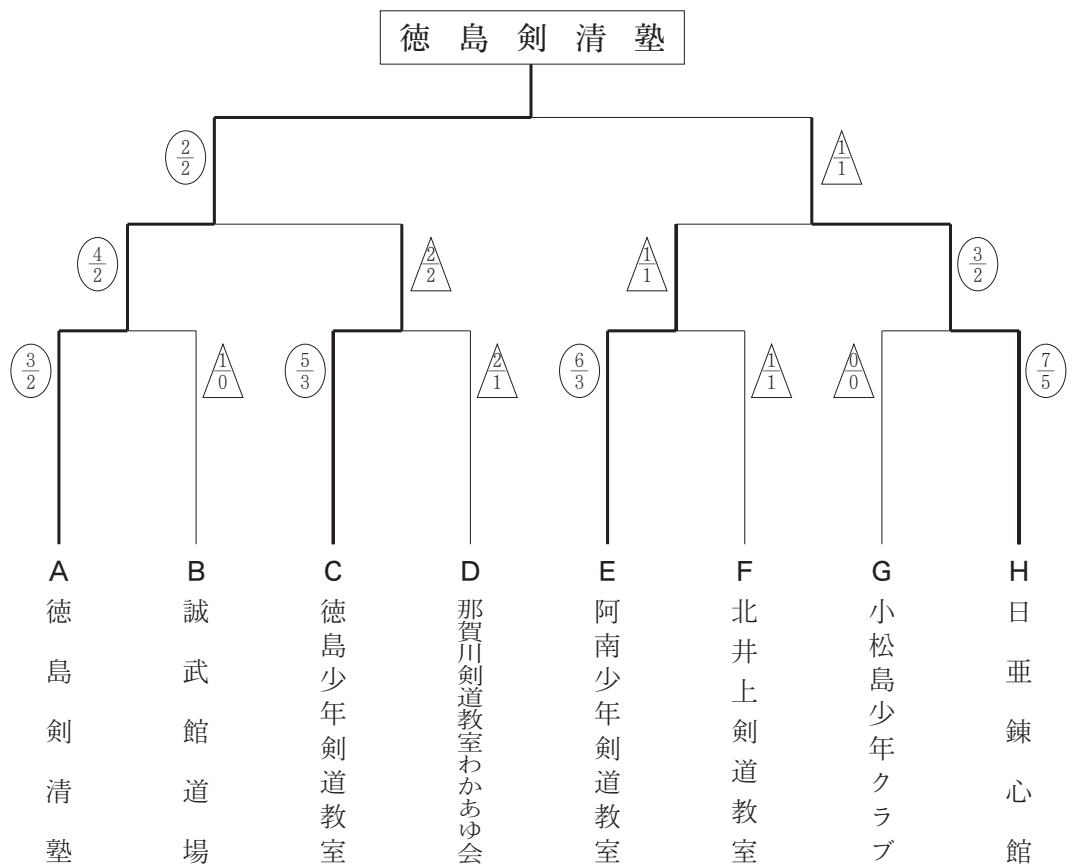 徳島剣清塾
2/2
1/1
4/2
2/2
1/1
3/2
3/2
1/0
5/3
2/1
6/3
1/1
0/0
7/5
A
徳島剣清塾
B
誠武館道場
C
徳島少年剣道教室
D
那賀川剣道教室わかあゆ会
E
阿南少年剣道教室
F
北井上剣道教室
G
小松島少年クラブ
H
日亜錬心館